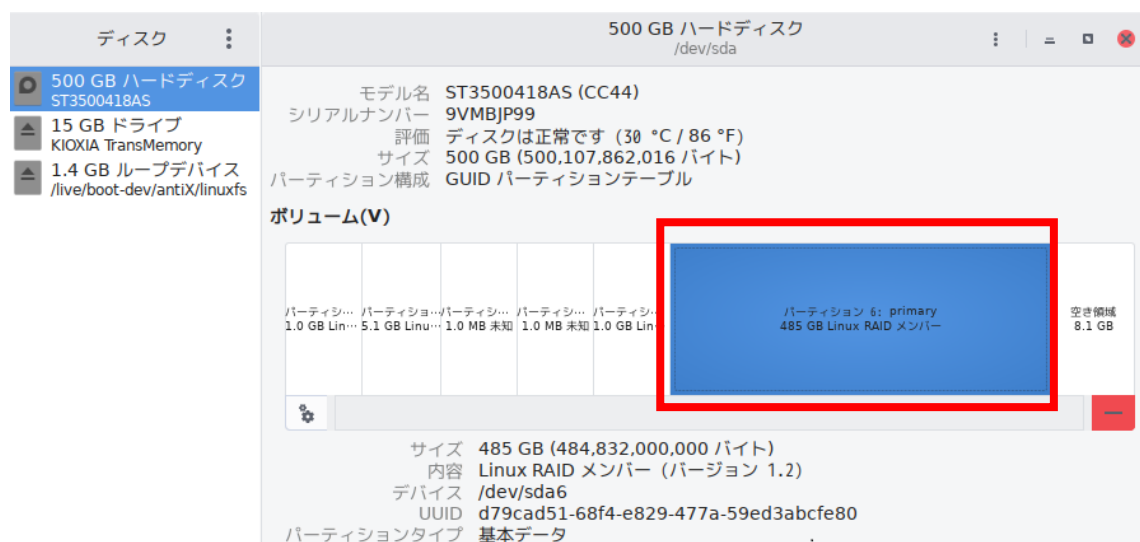 ディスク
500 GB ハードディスク
/dev/sda
500 GB ハードディスク
ST3500418AS
15 GB ドライブ
KIOXIA TransMemory
1.4 GB ループデバイス
/live/boot-dev/antiX/linuxfs
モデル名 ST3500418AS (CC44)
シリアルナンバー 9VMBJP99
評価 ディスクは正常です (30 °C / 86 °F)
サイズ 500 GB (500,107,862,016 バイト)
パーティション構成 GUID パーティションテーブル
ボリューム(V)
パーティシ…
1.0 GB Lin…
パーティショ…
5.1 GB Linu…
パーティシ…
1.0 MB 未知
パーティシ…
1.0 MB 未知
パーティシ
1.0 GB Lin
パーティション 6: primary
485 GB Linux RAID メンバー
空き領域
8.1 GB
サイズ 485 GB (484,832,000,000 バイト)
内容 Linux RAID メンバー (バージョン 1.2)
デバイス /dev/sda6
UUID d79cad51-68f4-e829-477a-59ed3abcfe80
パーティションタイプ 基本データ